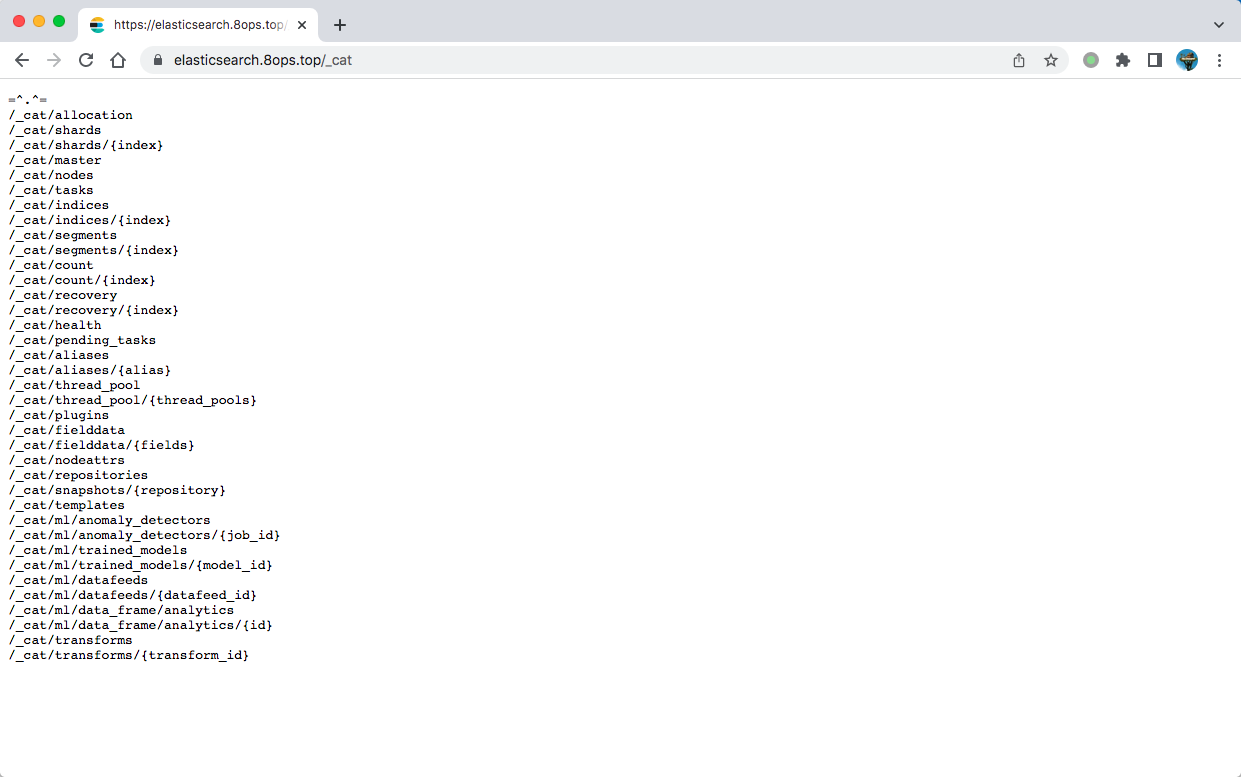 https://elasticsearch.8ops.top/
elasticsearch.8ops.top/_cat
=^.^=
/_cat/allocation
/_cat/shards
/_cat/shards/{index}
/_cat/master
/_cat/nodes
/_cat/tasks
/_cat/indices
/_cat/indices/{index}
/_cat/segments
/_cat/segments/{index}
/_cat/count
/_cat/count/{index}
/_cat/recovery
/_cat/recovery/{index}
/_cat/health
/_cat/pending_tasks
/_cat/aliases
/_cat/aliases/{alias}
/_cat/thread_pool
/_cat/thread_pool/{thread_pools}
/_cat/plugins
/_cat/fielddata
/_cat/fielddata/{fields}
/_cat/nodeattrs
/_cat/repositories
/_cat/snapshots/{repository}
/_cat/templates
/_cat/ml/anomaly_detectors
/_cat/ml/anomaly_detectors/{job_id}
/_cat/ml/trained_models
/_cat/ml/trained_models/{model_id}
/_cat/ml/datafeeds
/_cat/ml/datafeeds/{datafeed_id}
/_cat/ml/data_frame/analytics
/_cat/ml/data_frame/analytics/{id}
/_cat/transforms
/_cat/transforms/{transform_id}